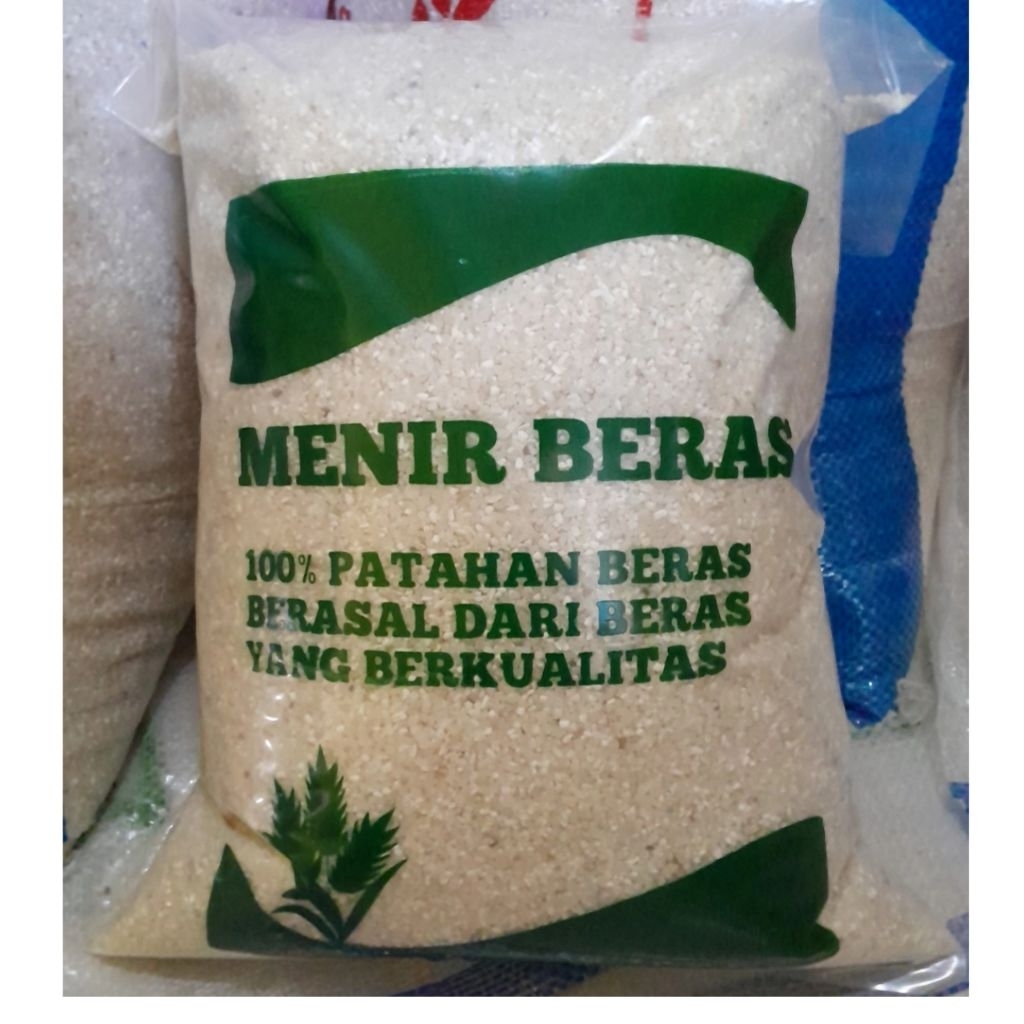 MENIR BERAS
100% PATAHAN BERAS
BERASAL DARI BERAS
YANG BERKUALITAS